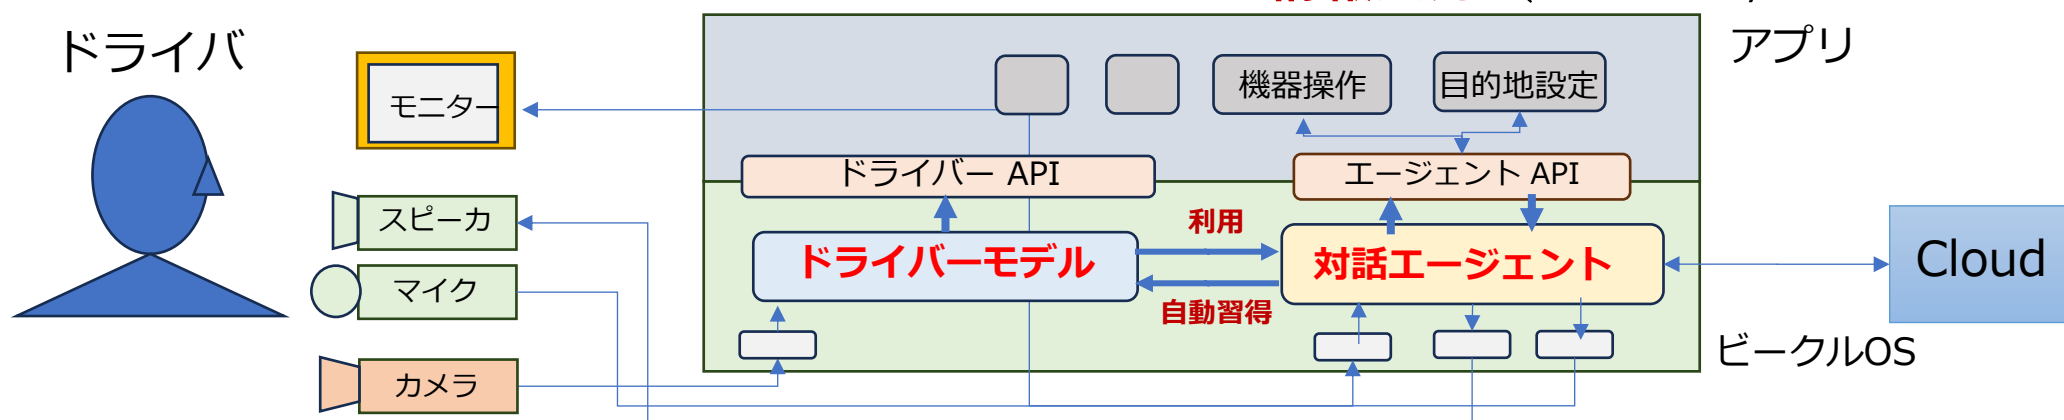 ドライバ
アプリ
モニター
機器操作
目的地設定
ドライバー API
エージェント API
スピーカ
利用
ドライバーモデル
対話エージェント
Cloud
マイク
自動習得
ビークルOS
カメラ